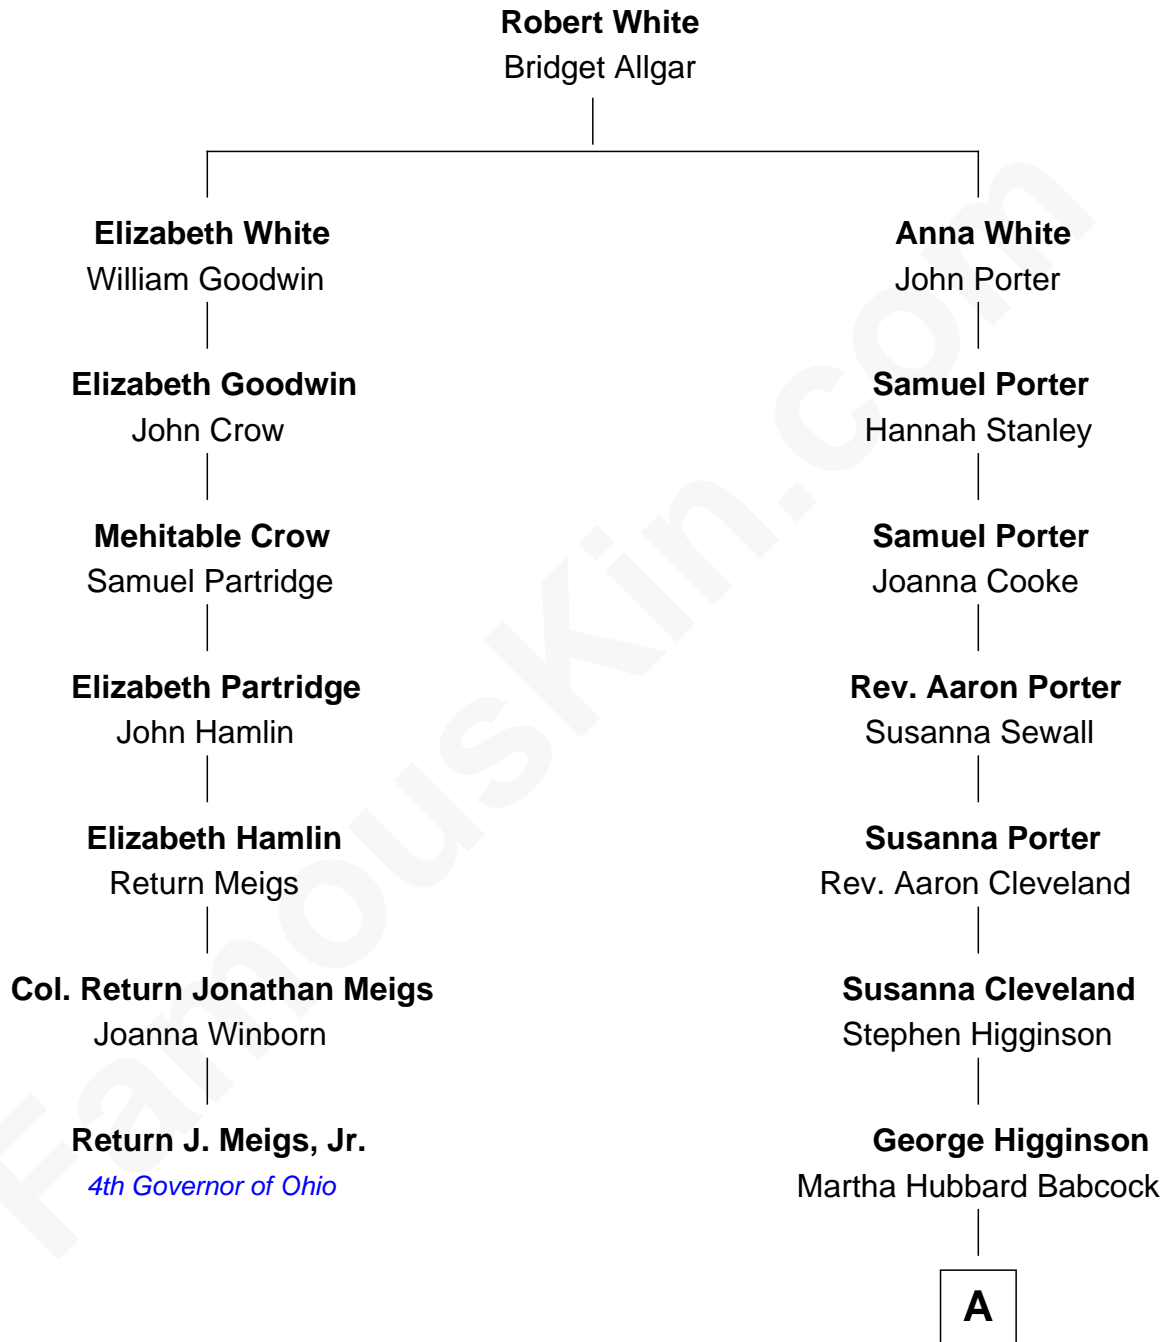 Robert White
Bridget Allgar
Elizabeth White
William Goodwin
Anna White
John Porter
Elizabeth Goodwin
John Crow
Samuel Porter
Hannah Stanley
Mehitable Crow
Samuel Partridge
Samuel Porter
Joanna Cooke
Elizabeth Partridge
John Hamlin
Rev. Aaron Porter
Susanna Sewall
Elizabeth Hamlin
Return Meigs
Susanna Porter
Rev. Aaron Cleveland
Col. Return Jonathan Meigs
Joanna Winborn
Susanna Cleveland
Stephen Higginson
Return J. Meigs, Jr.
4th Governor of Ohio
George Higginson
Martha Hubbard Babcock
A
FamousKin.com